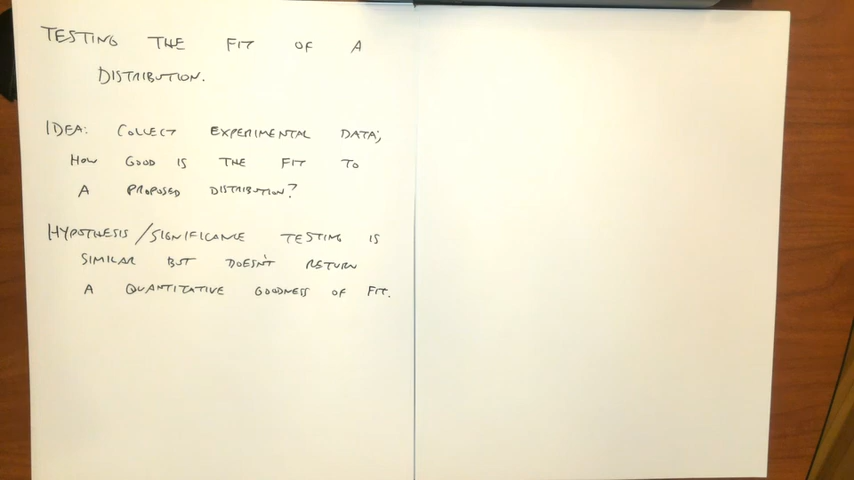 TESTING THE FIT OF A
DISTRIBUTION.
IDEA: COLLECT EXPERIMENTAL DATA;
HOW GOOD IS THE FIT TO
A PROPOSED DISTRIBUTION?
HYPOTHESIS/SIGNIFICANCE TESTING IS
SIMILAR BUT DOESN'T RETURN
A QUANTITATIVE GOODNESS OF FIT.